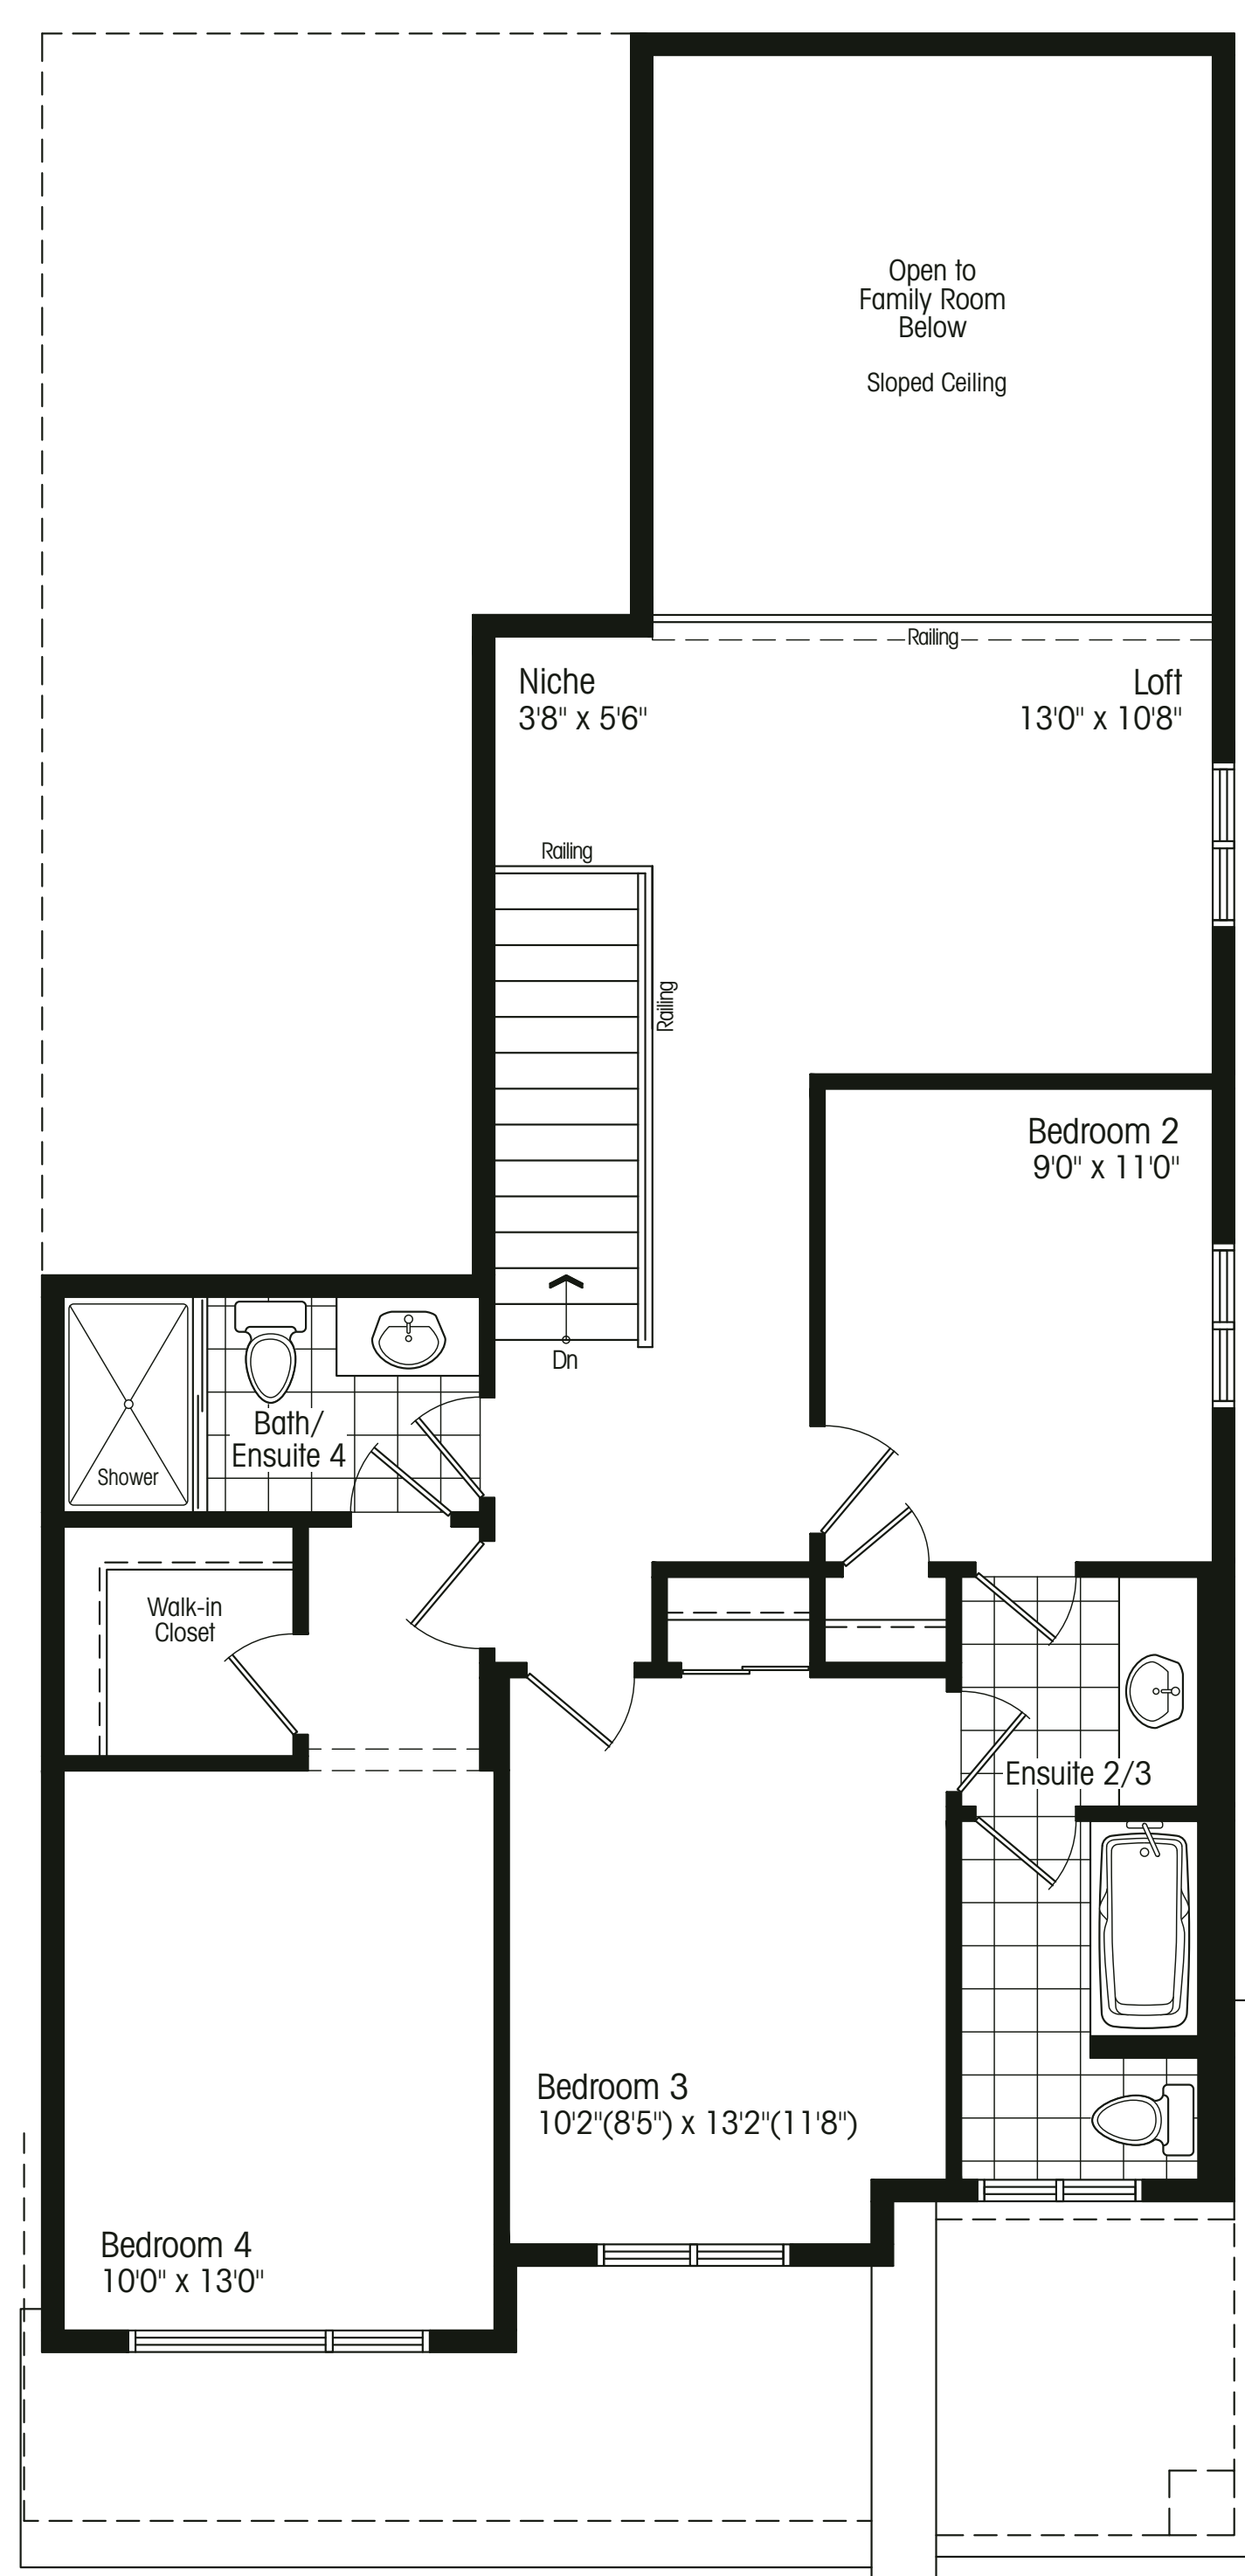 Open to
Family Room
Below
Sloped Ceiling
Railing
Niche
3'8" x 5'6"
Loft
13'0" x 10'8"
Railing
Railing
Bedroom 2
9'0" x 11'0"
Dn
Bath/
Ensuite 4
Shower
Walk-in
Closet
Ensuite 2/3
Bedroom 3
10'2"(8'5") x 13'2"(11'8")
Bedroom 4
10'0" x 13'0"